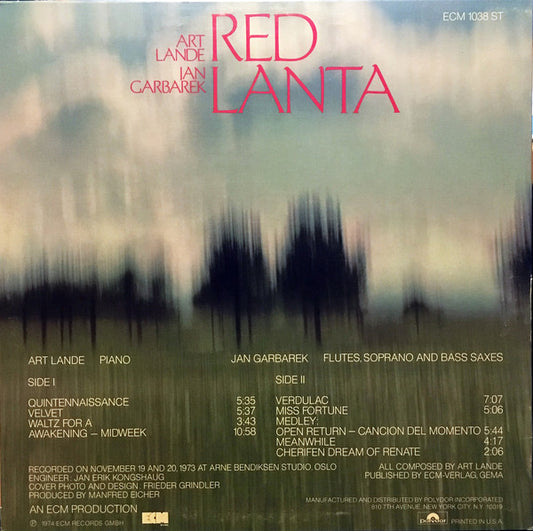 ECM 1038 ST
ART LANDE
JAN GARBAREK
RED LANTA
ART LANDE PIANO
JAN GARBAREK FLUTES, SOPRANO AND BASS SAXES
SIDE I
QUINTENNAISSANCE 5:35
VELVET 5:37
WALTZ FOR A 3:43
AWAKENING – MIDWEEK 10:58
SIDE II
VERDULAC 7:07
MISS FORTUNE 5:06
MEDLEY:
OPEN RETURN – CANCION DEL MOMENTO 5:44
MEANWHILE 4:17
CHERIFEN DREAM OF RENATE 2:06
RECORDED ON NOVEMBER 19 AND 20, 1973 AT ARNE BENDIKSEN STUDIO, OSLO
ENGINEER: JAN ERIK KONGSHAUG
COVER PHOTO AND DESIGN: FRIEDER GRINDLER
PRODUCED BY MANFRED EICHER
ALL COMPOSED BY ART LANDE
PUBLISHED BY ECM-VERLAG, GEMA
AN ECM PRODUCTION
MANUFACTURED AND DISTRIBUTED BY POLYDOR INCORPORATED
810 7TH AVENUE, NEW YORK CITY, N.Y. 10019
℗ 1974 ECM RECORDS GMBH
ECM
polydor
PRINTED IN U.S.A.